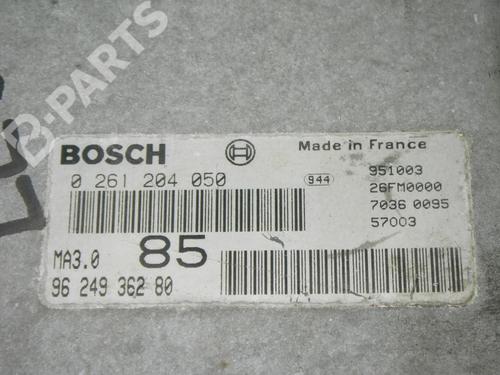 B-PARTS
BOSCH
Made in France
0 261 204 050
944
951003
26FM0000
7036 0095
57003
MA3.0
85
96 249 362 80